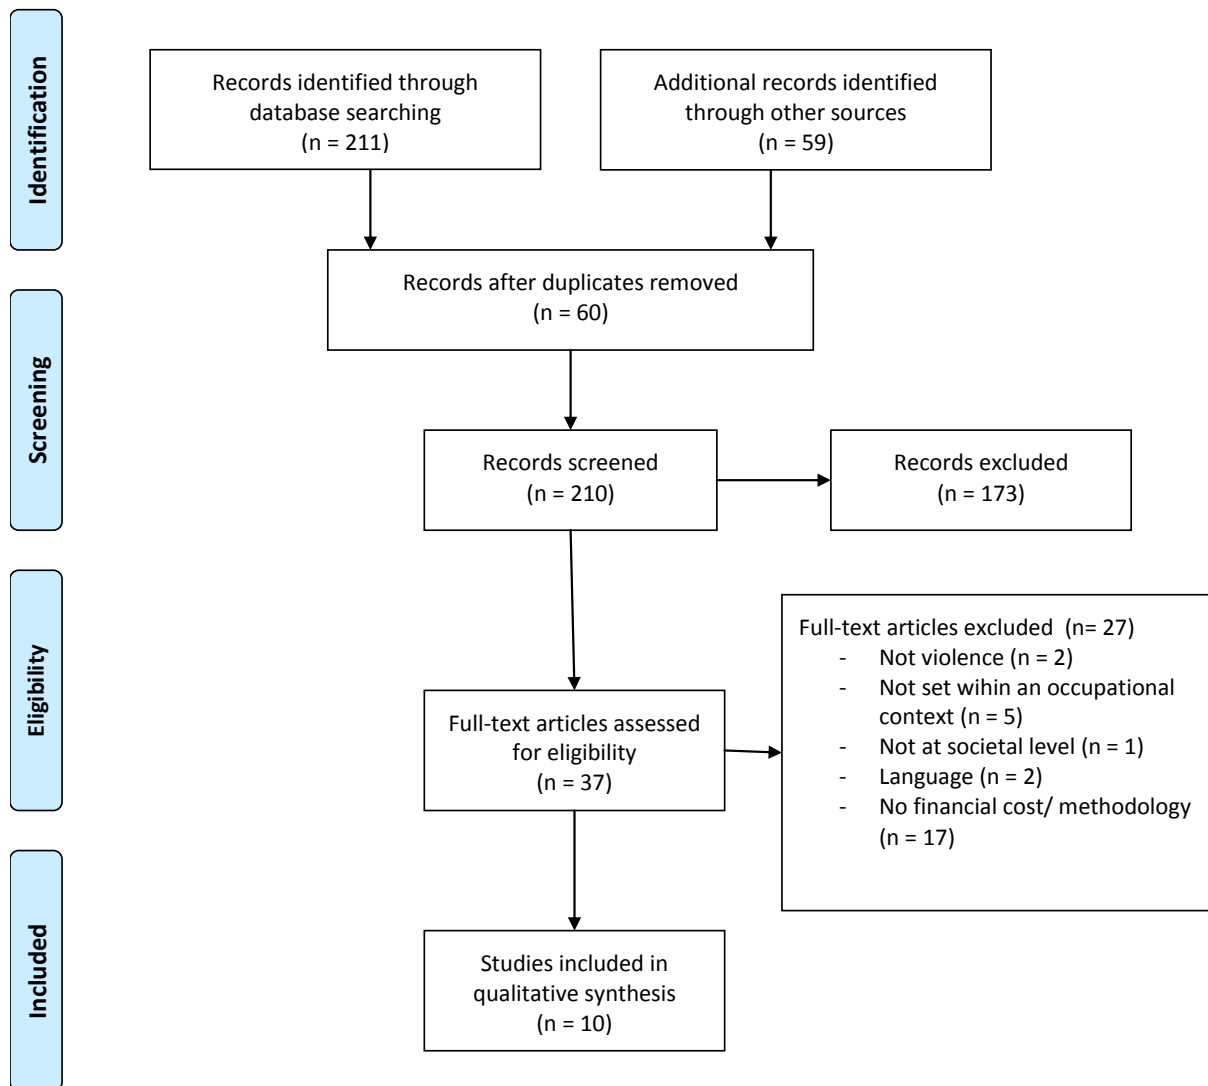 Identification
Records identified through
database searching
(n = 211)
Additional records identified
through other sources
(n = 59)
Records after duplicates removed
(n = 60)
Screening
Records screened
(n = 210)
Records excluded
(n = 173)
Eligibility
Full-text articles assessed
for eligibility
(n = 37)
Full-text articles excluded (n= 27)
- Not violence (n = 2)
- Not set wihin an occupational
context (n = 5)
- Not at societal level (n = 1)
- Language (n = 2)
- No financial cost/ methodology
(n = 17)
Included
Studies included in
qualitative synthesis
(n = 10)